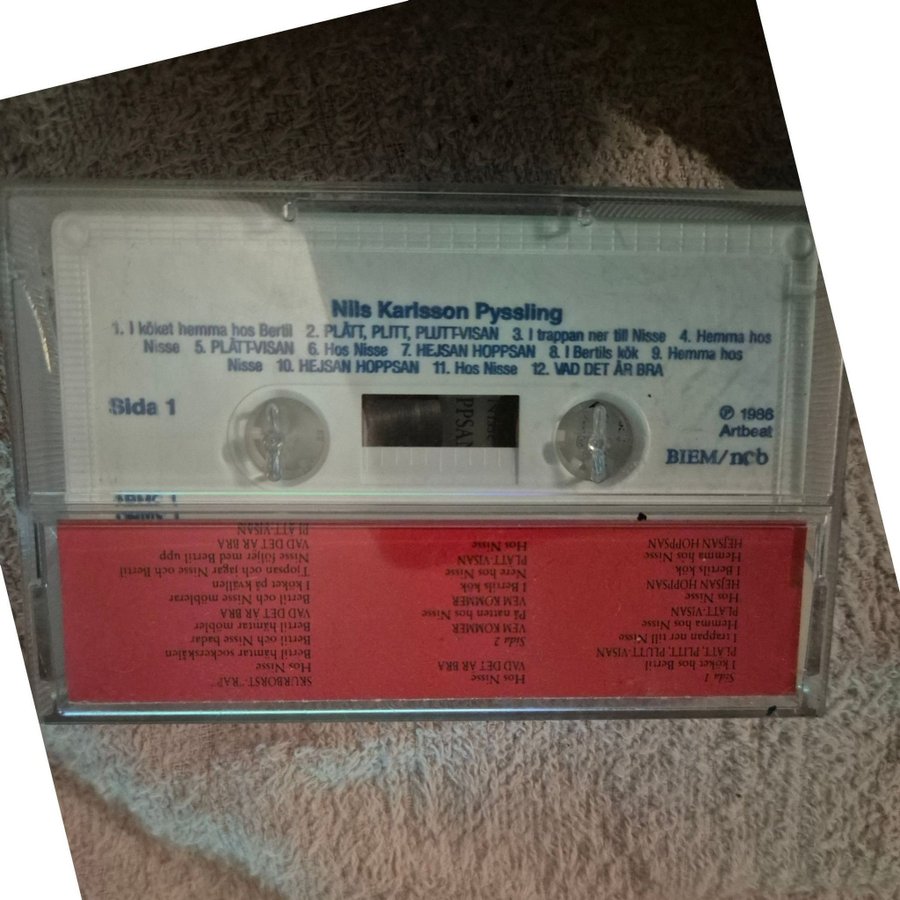 Nils Karlsson Pyssling
1. I köket hemma hos Bertil 2. PLÄTT, PLITT, PLUTT-VISAN 3. I trappan ner till Nisse 4. Hemma hos
Nisse 5. PLÄTT-VISAN 6. Hos Nisse 7. HEJSAN HOPPSAN 8. I Bertils kök 9. Hemma hos
Nisse 10. HEJSAN HOPPSAN 11. Hos Nisse 12. VAD DET ÄR BRA
Sida 1
℗ 1986
Artbeat
BIEM/ncb
Sida 1
I köket hos Bertil
PLÄTT, PLITT, PLUTT-VISAN
I trappan ner till Nisse
Hemma hos Nisse
PLÄTT-VISAN
Hos Nisse
HEJSAN HOPPSAN
I Bertils kök
Hemma hos Nisse
HEJSAN HOPPSAN
Hos Nisse
VAD DET ÄR BRA
Sida 2
VEM KOMMER
På natten hos Nisse
VEM KOMMER
I Bertils kök
Nere hos Nisse
PLÄTT-VISAN
Hos Nisse
SKURBORST-"RAP"
Hos Nisse
Bertil hämtar sockerskålen
Bertil och Nisse badar
Bertil hämtar möbler
VAD DET ÄR BRA
Bertil och Nisse möblerar
I köket på kvällen
Toppsan och jagar Nisse och Bertil
Nisse följer med Bertil upp
VAD DET ÄR BRA
PLÄTT-VISAN